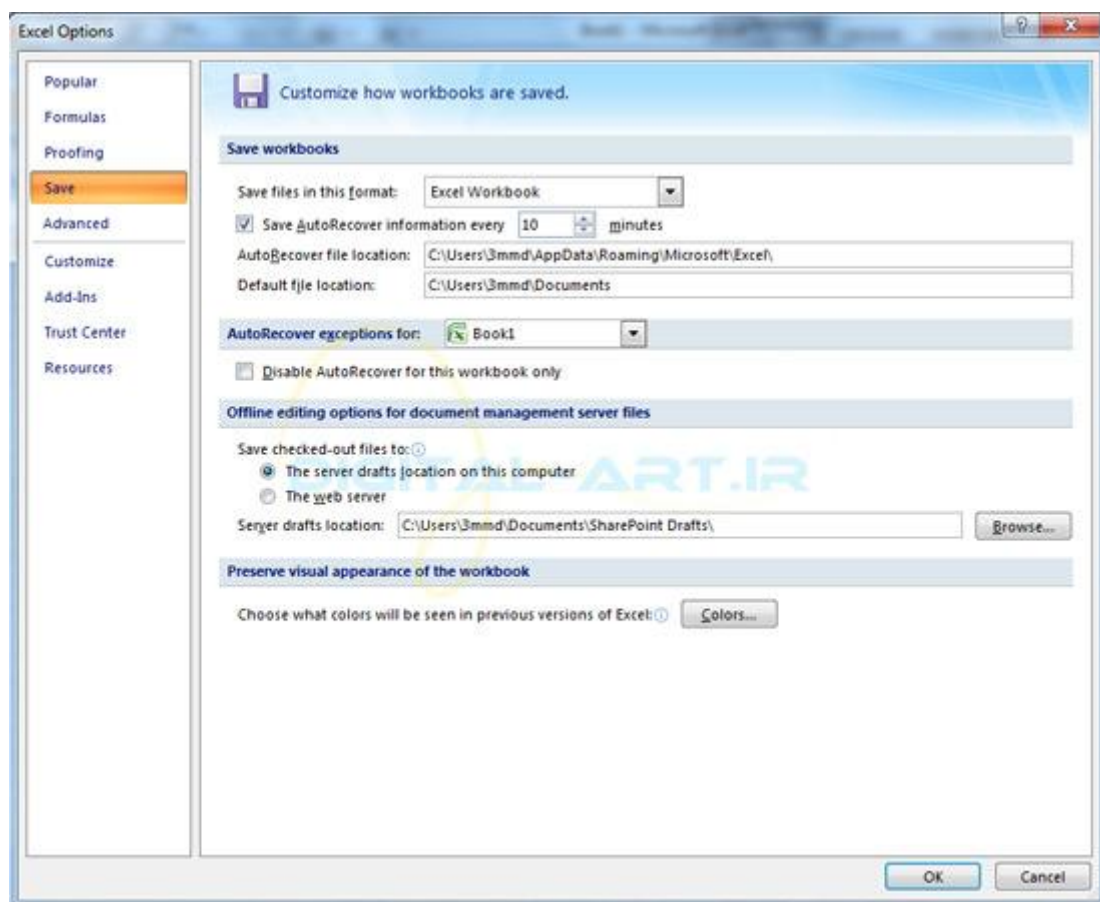 Excel Options
Popular
Formulas
Proofing
Save
Advanced
Customize
Add-Ins
Trust Center
Resources
Customize how workbooks are saved.
Save workbooks
Save files in this format: Excel Workbook
Save AutoRecover information every 10 minutes
AutoRecover file location: C:\Users\3mmd\AppData\Roaming\Microsoft\Excel\
Default file location: C:\Users\3mmd\Documents
AutoRecover exceptions for: Book1
Disable AutoRecover for this workbook only
Offline editing options for document management server files
Save checked-out files to:
The server drafts location on this computer
DIGITAL-ART.IR
The web server
Server drafts location: C:\Users\3mmd\Documents\SharePoint Drafts\ Browse...
Preserve visual appearance of the workbook
Choose what colors will be seen in previous versions of Excel: Colors...
OK Cancel